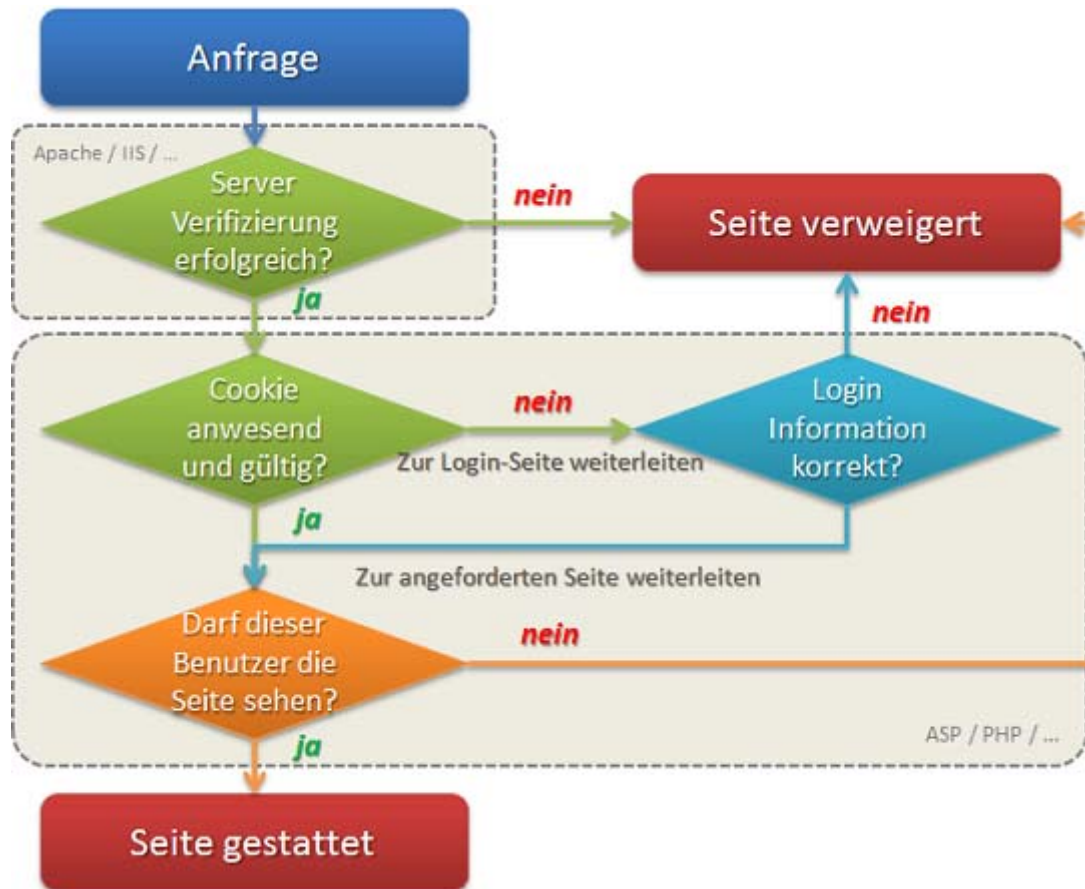 Anfrage
Apache / IIS / ...
Server
Verifizierung
erfolgreich?
nein
Seite verweigert
ja
nein
Cookie
anwesend
und gültig?
nein
Zur Login-Seite weiterleiten
Login
Information
korrekt?
ja
Zur angeforderten Seite weiterleiten
Darf dieser
Benutzer die
Seite sehen?
nein
ja
ASP / PHP / ...
Seite gestattet